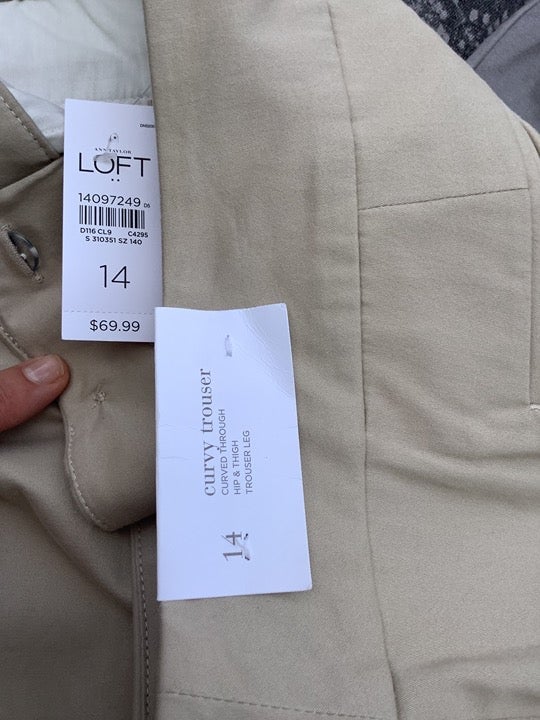 ANN TAYLOR
LOFT
14097249 06
D116 CL9 C4295
S 310351 SZ 140
14
$69.99
curvy trouser
CURVED THROUGH
HIP & THIGH
TROUSER LEG
14